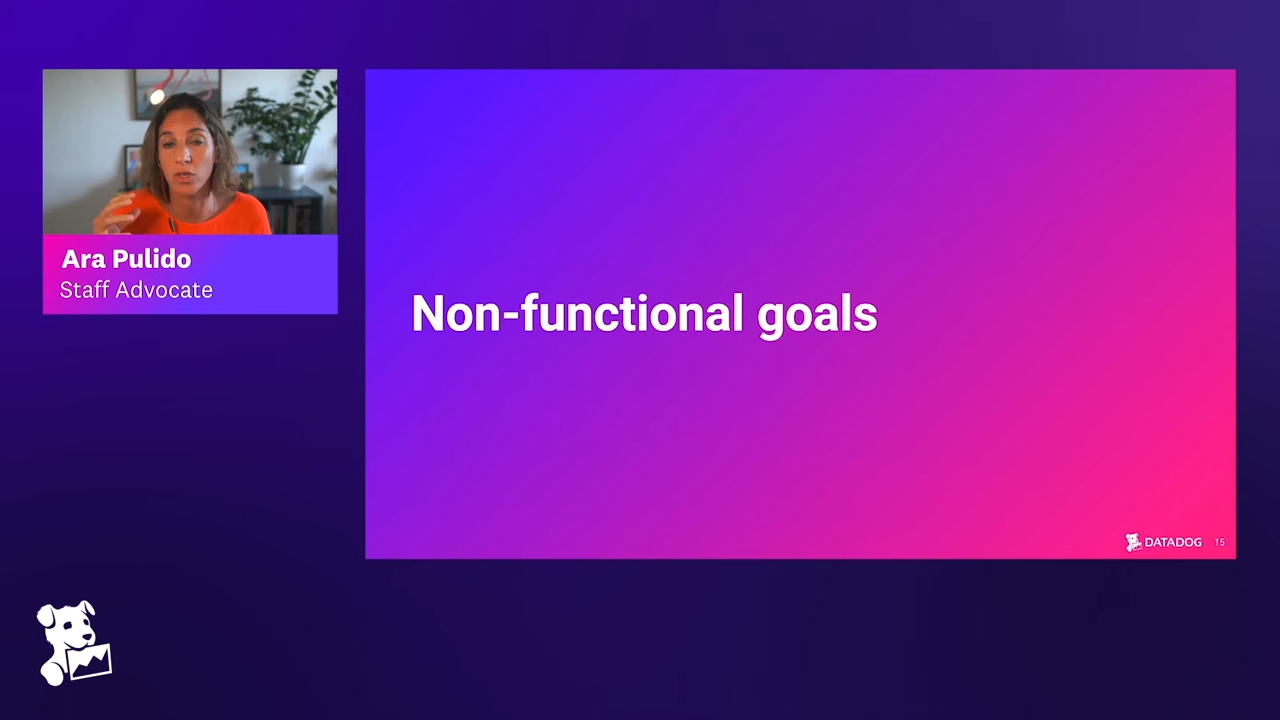 Ara Pulido
Staff Advocate
Non-functional goals
DATADOG 15